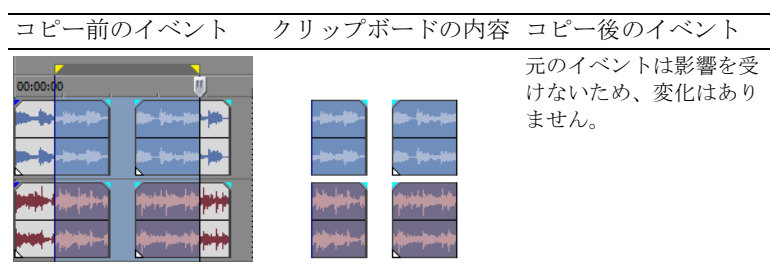 コピー前のイベント クリップボードの内容 コピー後のイベント
00:00:00
元のイベントは影響を受
けないため、変化はあり
ません。